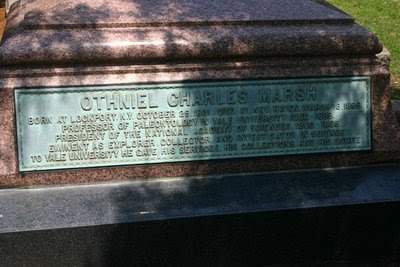 OTHNIEL CHARLES MARSH
BORN AT LOCKPORT N.Y. OCTOBER 29, 1831 DIED AT NEW HAVEN MARCH 18, 1899
PROFESSOR OF PALEONTOLOGY IN YALE UNIVERSITY 1866-1899
PRESIDENT OF THE NATIONAL ACADEMY OF SCIENCES 1883-1895
EMINENT AS EXPLORER COLLECTOR AND INVESTIGATOR IN SCIENCE
TO YALE UNIVERSITY HE GAVE HIS SERVICES HIS COLLECTIONS AND HIS ESTATE